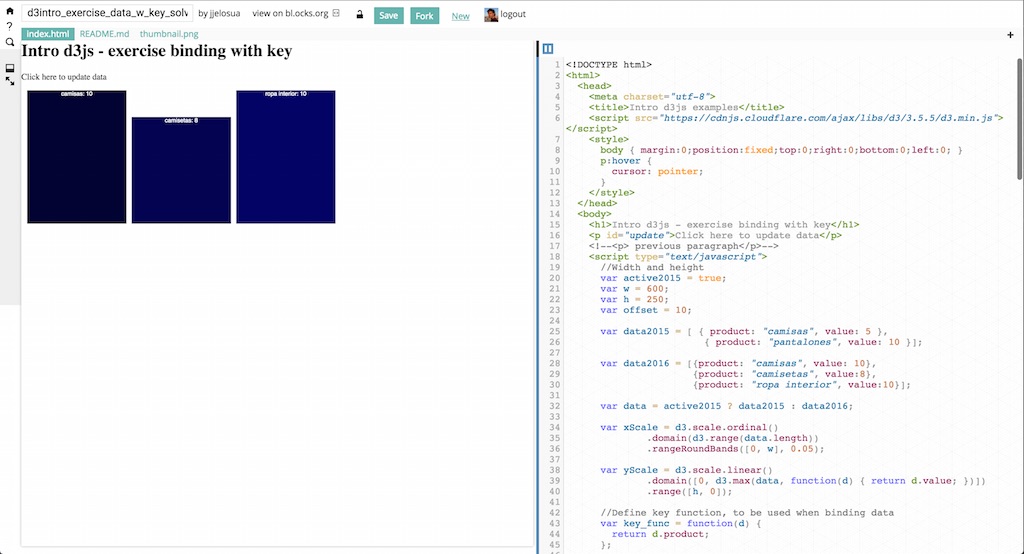 d3intro_exercise_data_w_key_solv
by jjelosua
view on bl.ocks.org
Save
Fork
New
logout
?
index.html
README.md
thumbnail.png
+
Intro d3js - exercise binding with key
Click here to update data
camisas: 10
camisetas: 8
ropa interior: 10
1 <!DOCTYPE html>
2 <html>
3 <head>
4 <meta charset="utf-8">
5 <title>Intro d3js examples</title>
6 <script src="https://cdnjs.cloudflare.com/ajax/libs/d3/3.5.5/d3.min.js">
</script>
7 <style>
8 body { margin:0;position:fixed;top:0;right:0;bottom:0;left:0; }
9 p:hover {
10 cursor: pointer;
11 }
12 </style>
13 </head>
14 <body>
15 <h1>Intro d3js - exercise binding with key</h1>
16 <p id="update">Click here to update data</p>
17 <!--<p> previous paragraph</p>-->
18 <script type="text/javascript">
19 //Width and height
20 var active2015 = true;
21 var w = 600;
22 var h = 250;
23 var offset = 10;
24
25 var data2015 = [ { product: "camisas", value: 5 },
26 { product: "pantalones", value: 10 }];
27
28 var data2016 = [{product: "camisas", value: 10},
29 {product: "camisetas", value:8},
30 {product: "ropa interior", value:10}];
31
32 var data = active2015 ? data2015 : data2016;
33
34 var xScale = d3.scale.ordinal()
35 .domain(d3.range(data.length))
36 .rangeRoundBands([0, w], 0.05);
37
38 var yScale = d3.scale.linear()
39 .domain([0, d3.max(data, function(d) { return d.value; })])
40 .range([h, 0]);
41
42 //Define key function, to be used when binding data
43 var key_func = function(d) {
44 return d.product;
45 };